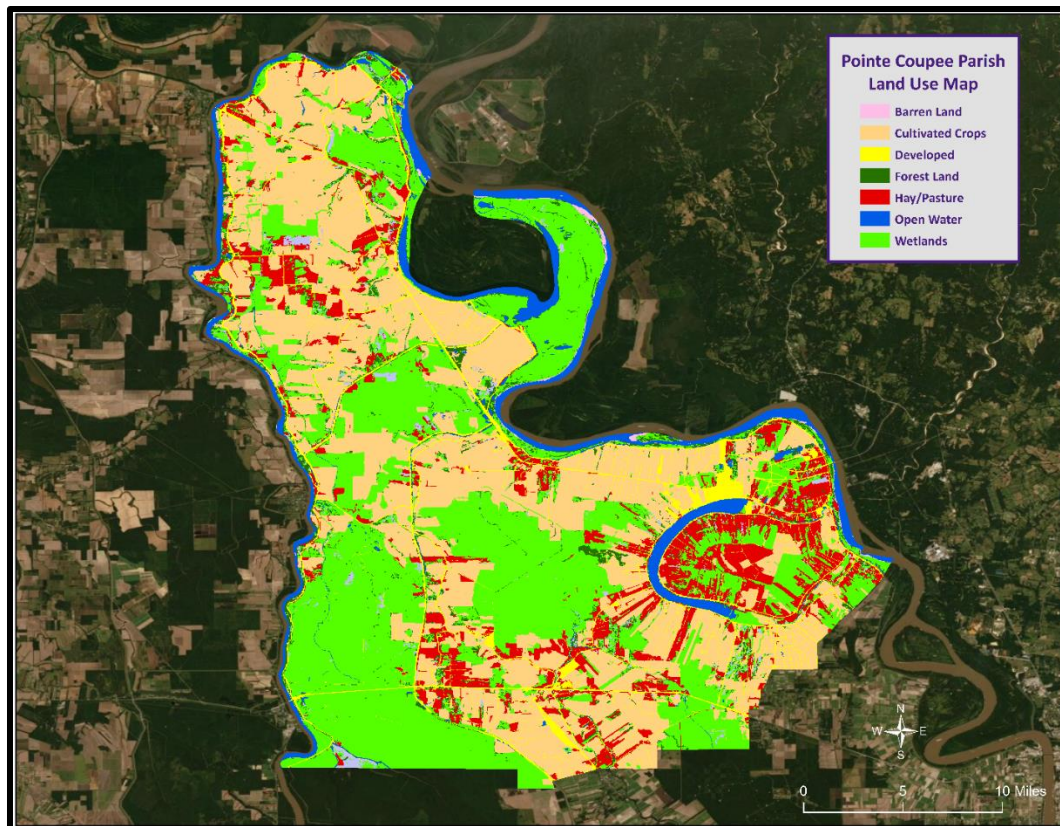 Pointe Coupee Parish
Land Use Map
Barren Land
Cultivated Crops
Developed
Forest Land
Hay/Pasture
Open Water
Wetlands
N
W E
S
0 5 10 Miles